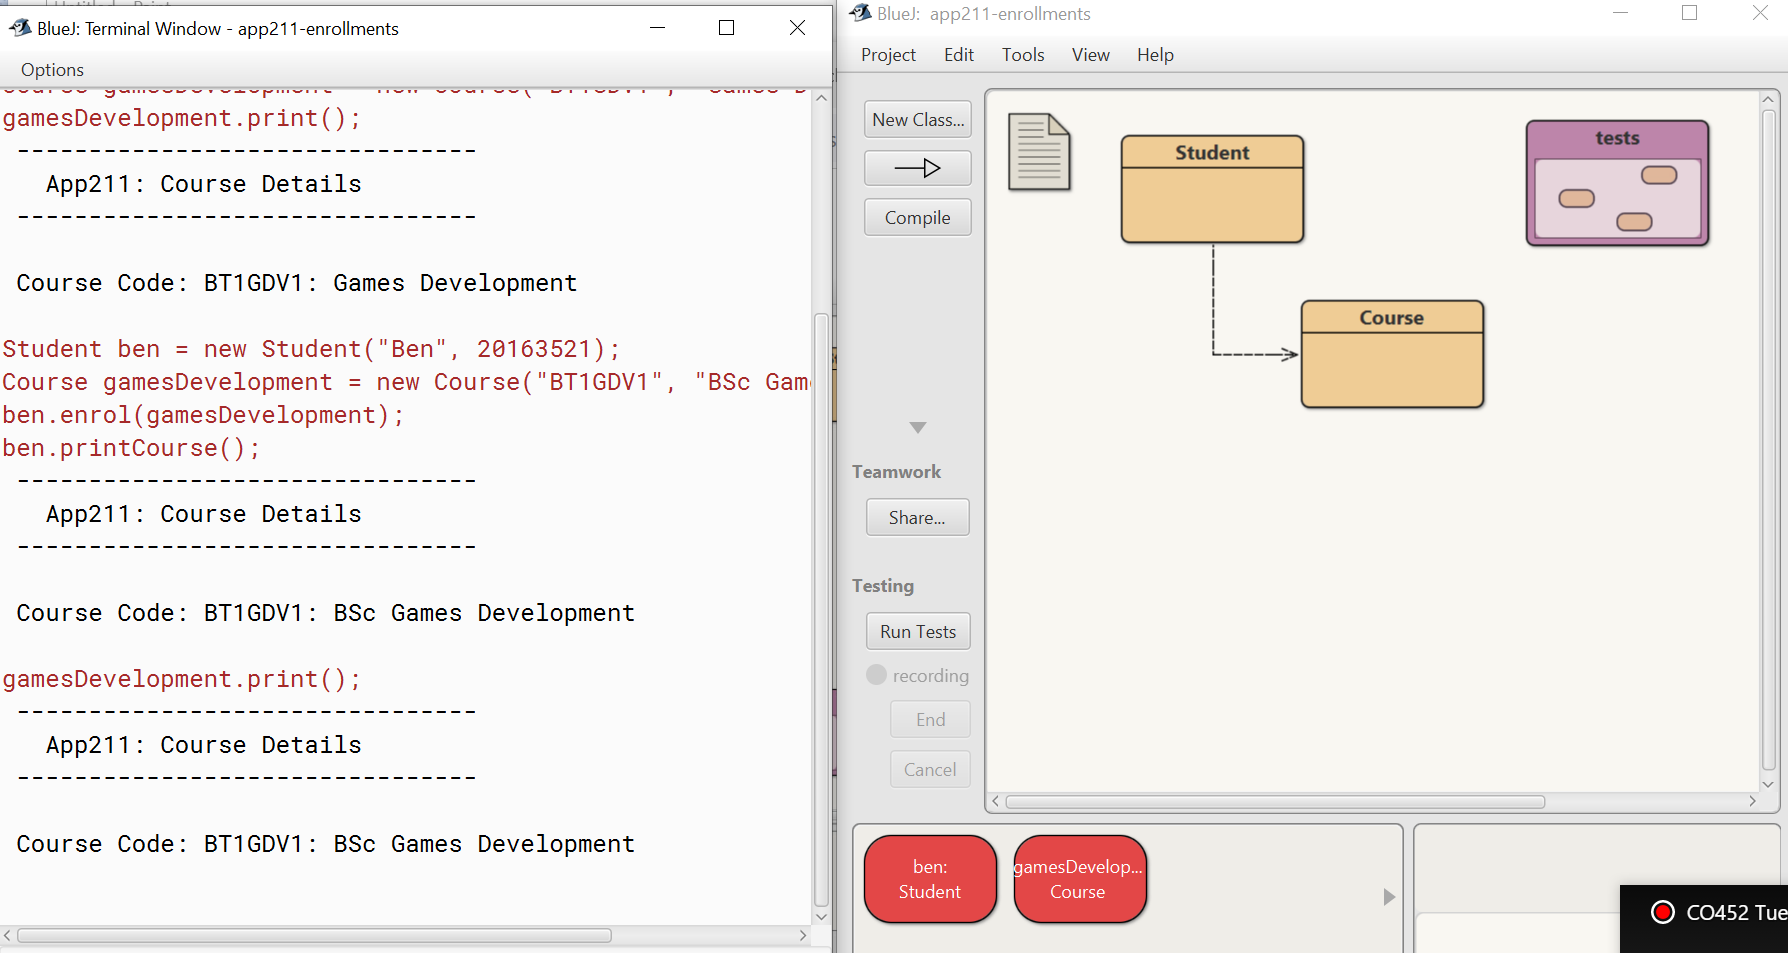 BlueJ: Terminal Window - app211-enrollments
Options
gamesDevelopment.print();
--------------------------------
App211: Course Details
--------------------------------
Course Code: BT1GDV1: Games Development
Student ben = new Student("Ben", 20163521);
Course gamesDevelopment = new Course("BT1GDV1", "BSc Gam
ben.enrol(gamesDevelopment);
ben.printCourse();
--------------------------------
App211: Course Details
--------------------------------
Course Code: BT1GDV1: BSc Games Development
gamesDevelopment.print();
--------------------------------
App211: Course Details
--------------------------------
Course Code: BT1GDV1: BSc Games Development
BlueJ: app211-enrollments
Project Edit Tools View Help
New Class...
Compile
Teamwork
Share...
Testing
Run Tests
recording
End
Cancel
Student
Course
tests
ben:
Student
gamesDevelop...
Course
CO452 Tue